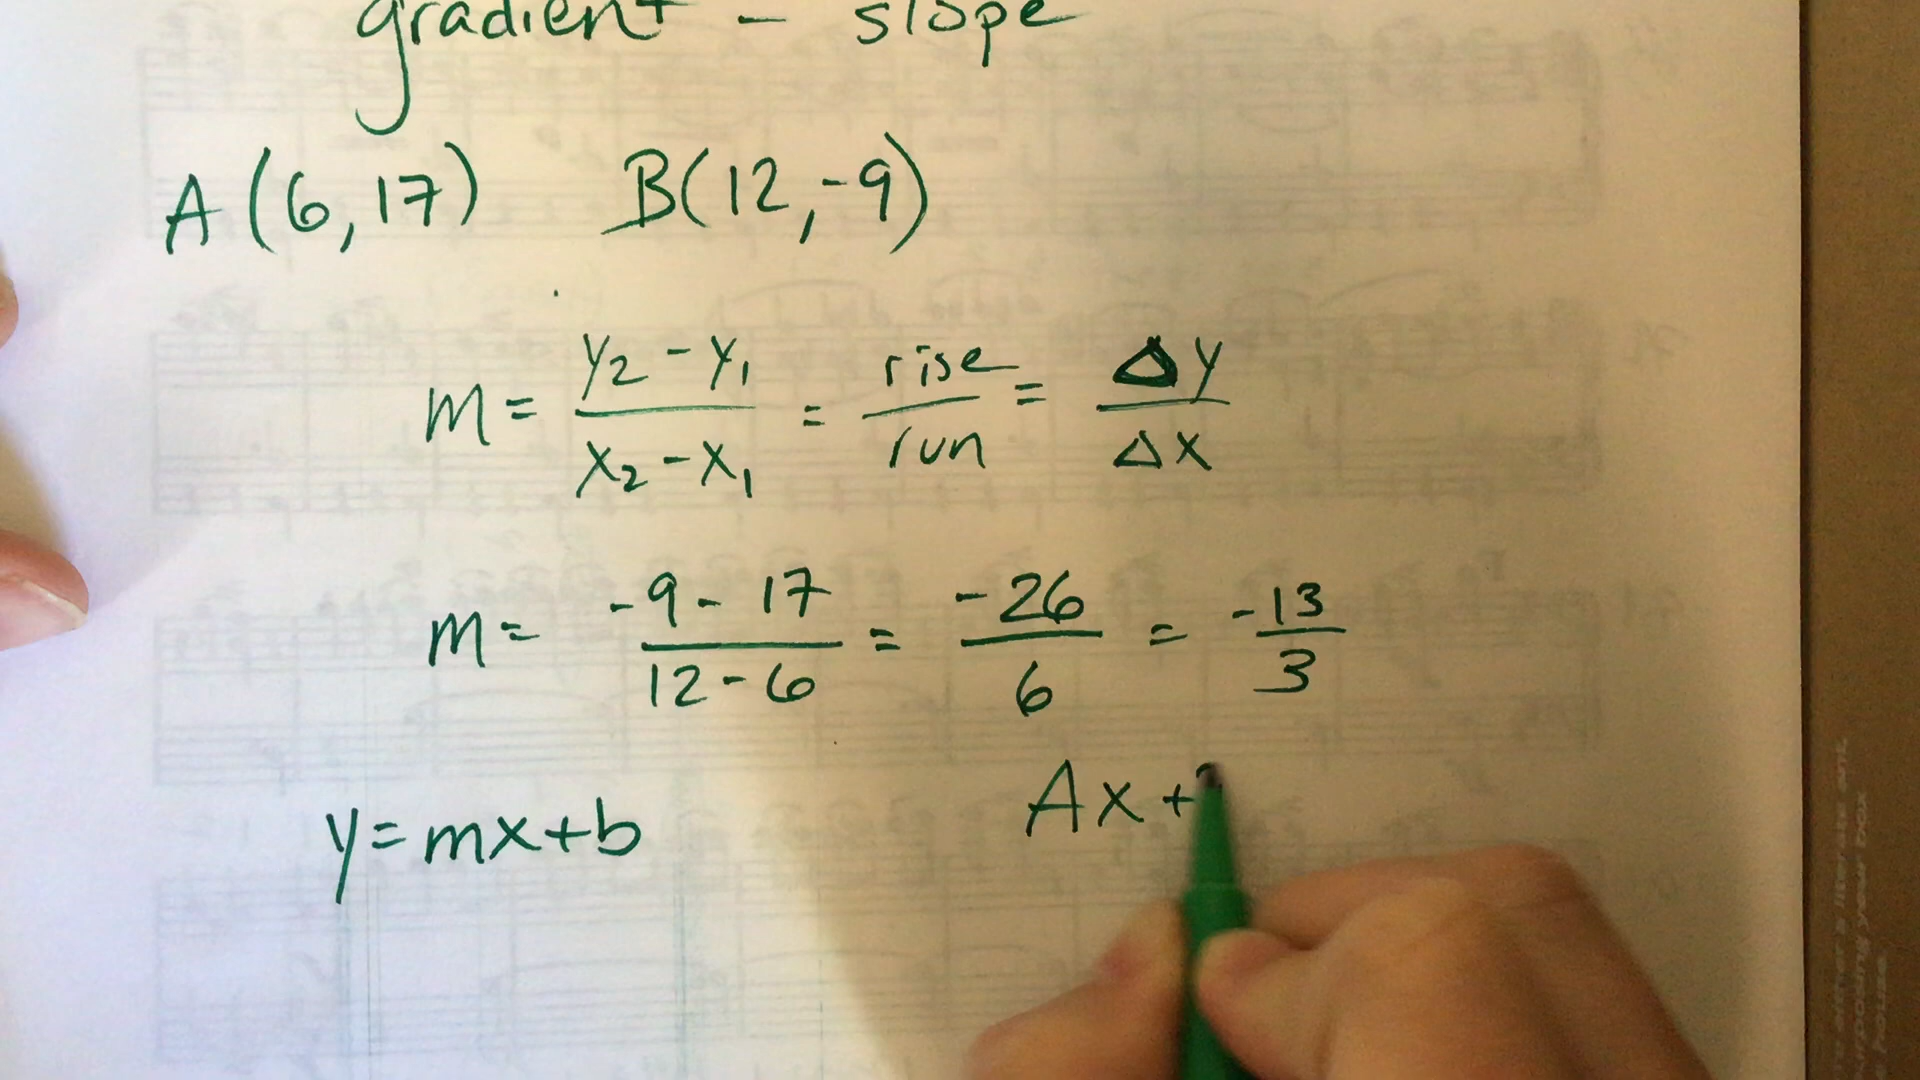 gradient - slope
A (6,17) B(12,-9)
m = y₂ - y₁ / x₂ - x₁ = rise / run = Δy / Δx
m = -9 - 17 / 12 - 6 = -26 / 6 = -13 / 3
y = mx + b Ax +